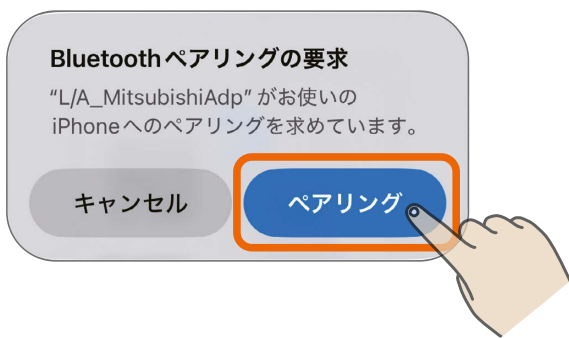 Bluetoothペアリングの要求
“L/A_MitsubishiAdp”がお使いの
iPhoneへのペアリングを求めています。
キャンセル ペアリング